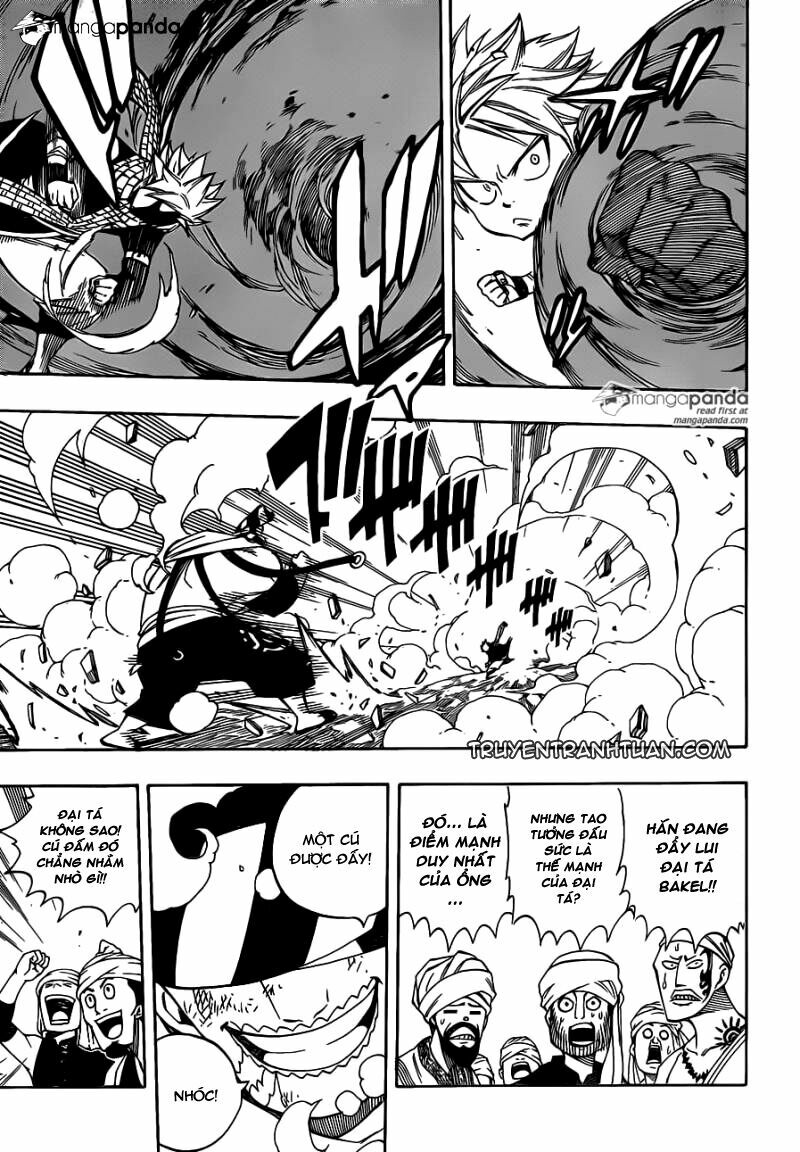 mangapanda
mangapanda
read first at
mangapanda.com
TRUYENTRANHTUAN.COM
HẮN ĐANG
ĐẨY LUI
ĐẠI TÁ
BAKEL!!
NHƯNG TAO
TƯỞNG ĐẤU
SỨC LÀ
THẾ MẠNH
CỦA ĐẠI
TÁ?
ĐÓ... LÀ
ĐIỂM MẠNH
DUY NHẤT
CỦA ỔNG
...
MỘT CÚ
ĐƯỢC ĐẤY!
NHÓC!
ĐẠI TÁ
KHÔNG SAO!
CÚ ĐẤM ĐÓ
CHẲNG NHẰM
NHÒ GÌ!!